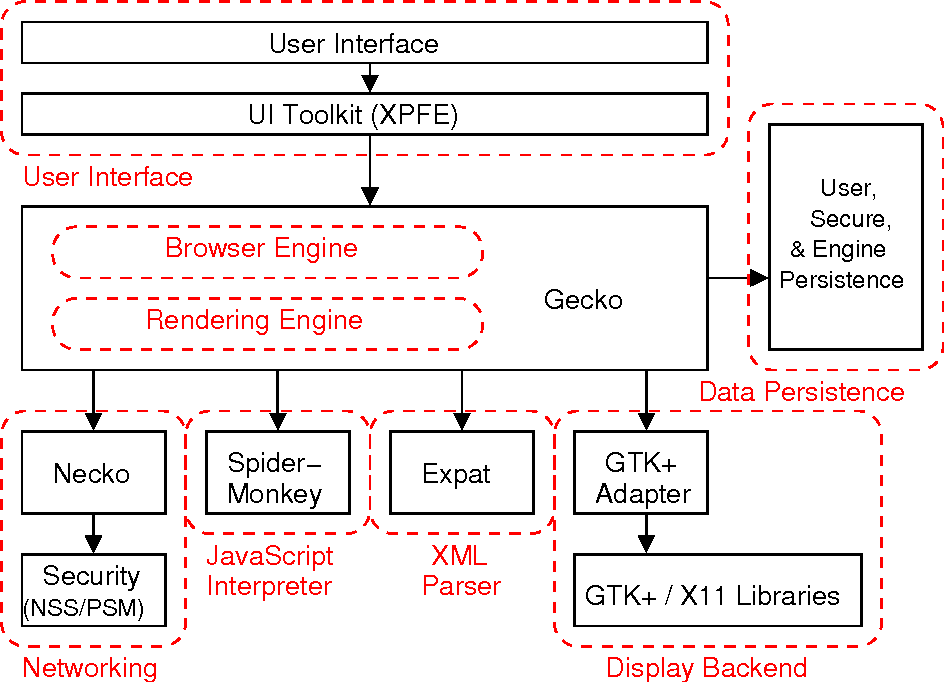 User Interface
UI Toolkit (XPFE)
User Interface
User,
Secure,
& Engine
Persistence
Data Persistence
Browser Engine
Rendering Engine
Gecko
Necko
Security
(NSS/PSM)
Networking
Spider–
Monkey
JavaScript
Interpreter
Expat
XML
Parser
GTK+
Adapter
GTK+ / X11 Libraries
Display Backend